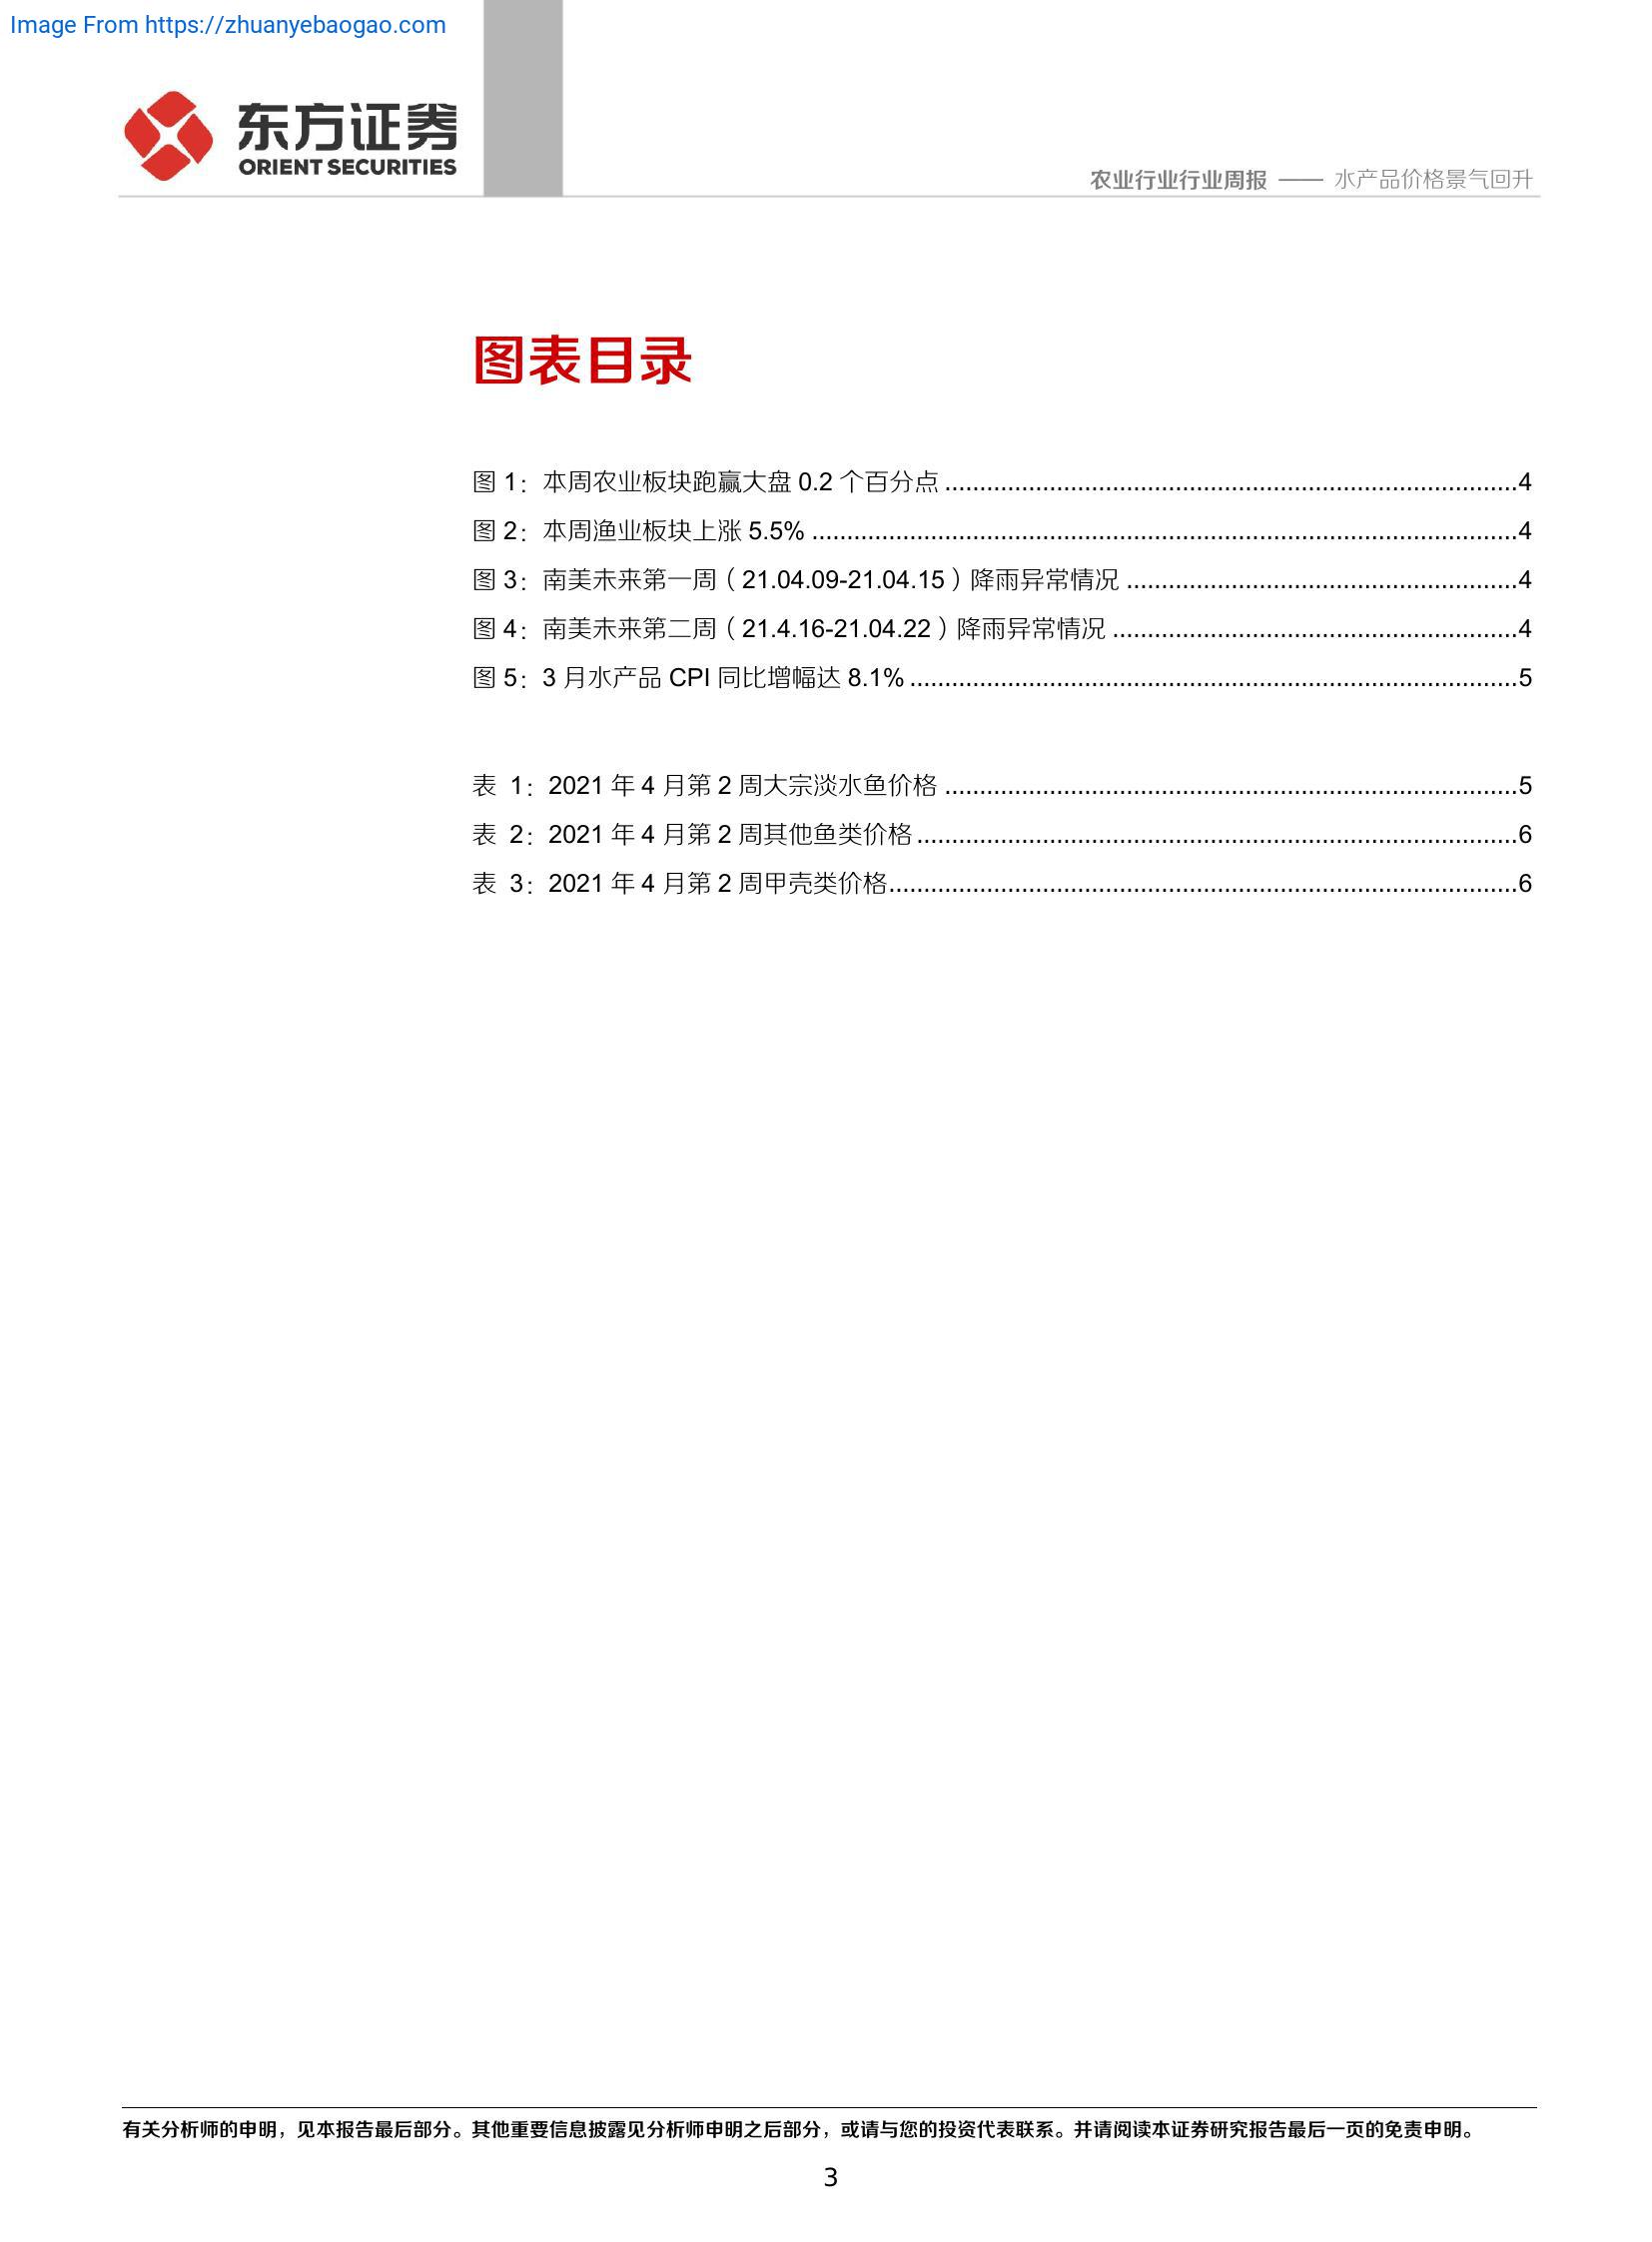 Image From https://zhuanyebaogao.com
东方证券
ORIENT SECURITIES
农业行业行业周报 —— 水产品价格景气回升
图表目录
图 1：本周农业板块跑赢大盘 0.2 个百分点 ........................................................................4
图 2：本周渔业板块上涨 5.5% ........................................................................4
图 3：南美未来第一周（21.04.09-21.04.15）降雨异常情况 ........................................................................4
图 4：南美未来第二周（21.4.16-21.04.22）降雨异常情况 ........................................................................4
图 5：3 月水产品 CPI 同比增幅达 8.1% ........................................................................5
表 1：2021 年 4 月第 2 周大宗淡水鱼价格 ........................................................................5
表 2：2021 年 4 月第 2 周其他鱼类价格 ........................................................................6
表 3：2021 年 4 月第 2 周甲壳类价格........................................................................6
有关分析师的申明，见本报告最后部分。其他重要信息披露见分析师申明之后部分，或请与您的投资代表联系。并请阅读本证券研究报告最后一页的免责申明。
3